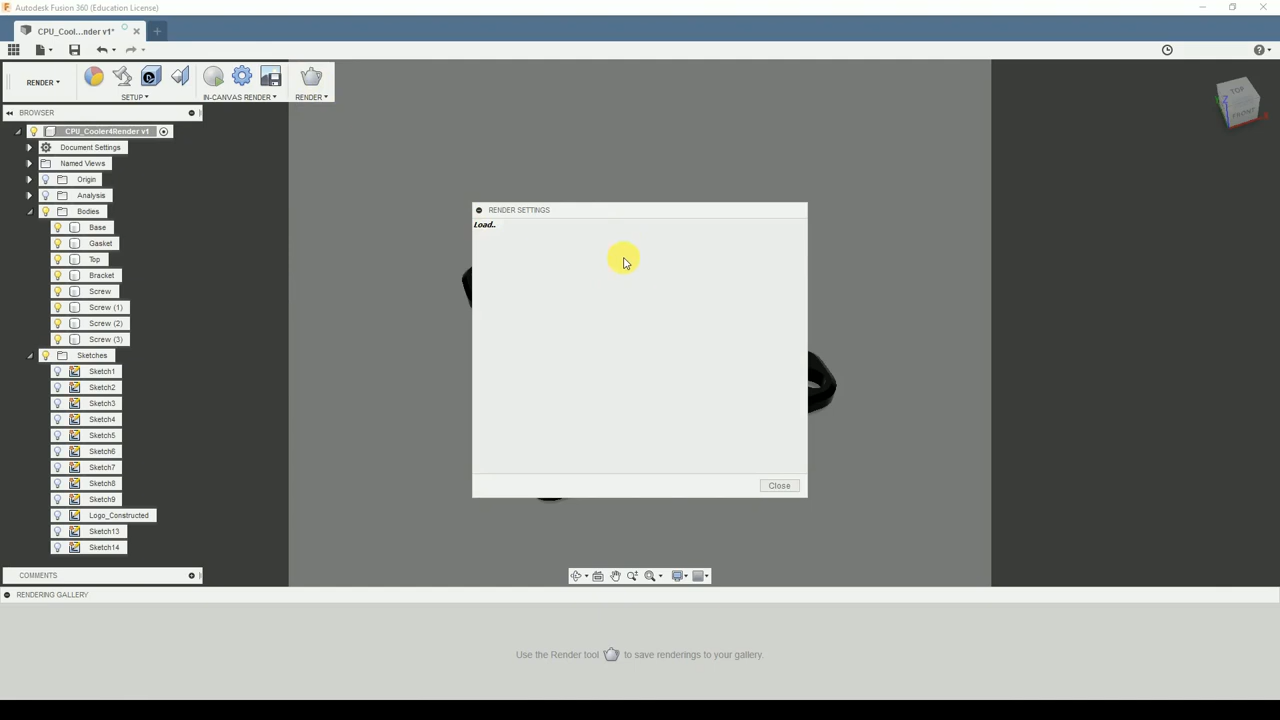 Autodesk Fusion 360 (Education License)
CPU_Cool...nder v1*
RENDER
SETUP
IN-CANVAS RENDER
RENDER
TOP
FRONT
Z
X
BROWSER
CPU_Cooler4Render v1
Document Settings
Named Views
Origin
Analysis
Bodies
Base
Gasket
Top
Bracket
Screw
Screw (1)
Screw (2)
Screw (3)
Sketches
Sketch1
Sketch2
Sketch3
Sketch4
Sketch5
Sketch6
Sketch7
Sketch8
Sketch9
Logo_Constructed
Sketch13
Sketch14
RENDER SETTINGS
Load..
Close
COMMENTS
RENDERING GALLERY
Use the Render tool to save renderings to your gallery.